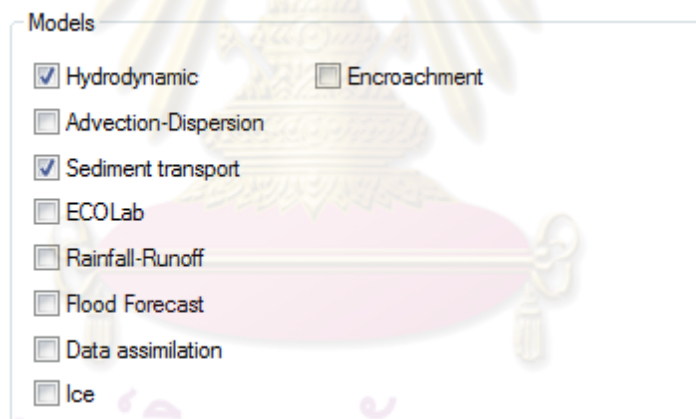 Models
Hydrodynamic Encroachment
Advection-Dispersion
Sediment transport
ECOLab
Rainfall-Runoff
Flood Forecast
Data assimilation
Ice